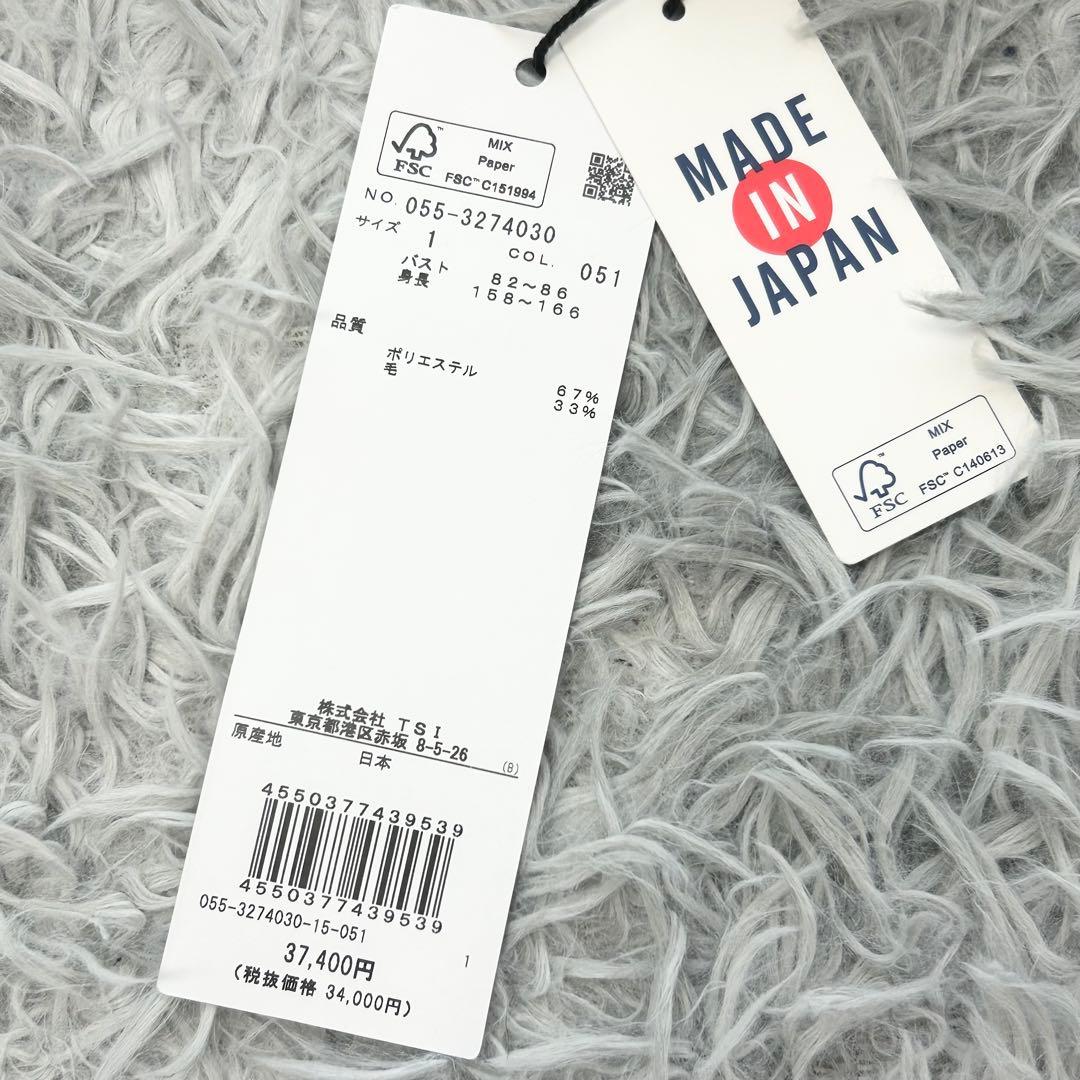 FSC™
MIX
Paper
FSC™ C151994
NO. 055-3274030
サイズ 1 COL. 051
バスト 82～86
身長 158～166
品質
ポリエステル 67%
毛 33%
株式会社 TSI
東京都港区赤坂 8-5-26
原産地 日本 (8)
4550377439539
4550377439539
055-3274030-15-051
37,400円 1
(税抜価格 34,000円)
MADE
IN
JAPAN
FSC™
MIX
Paper
FSC™ C140613